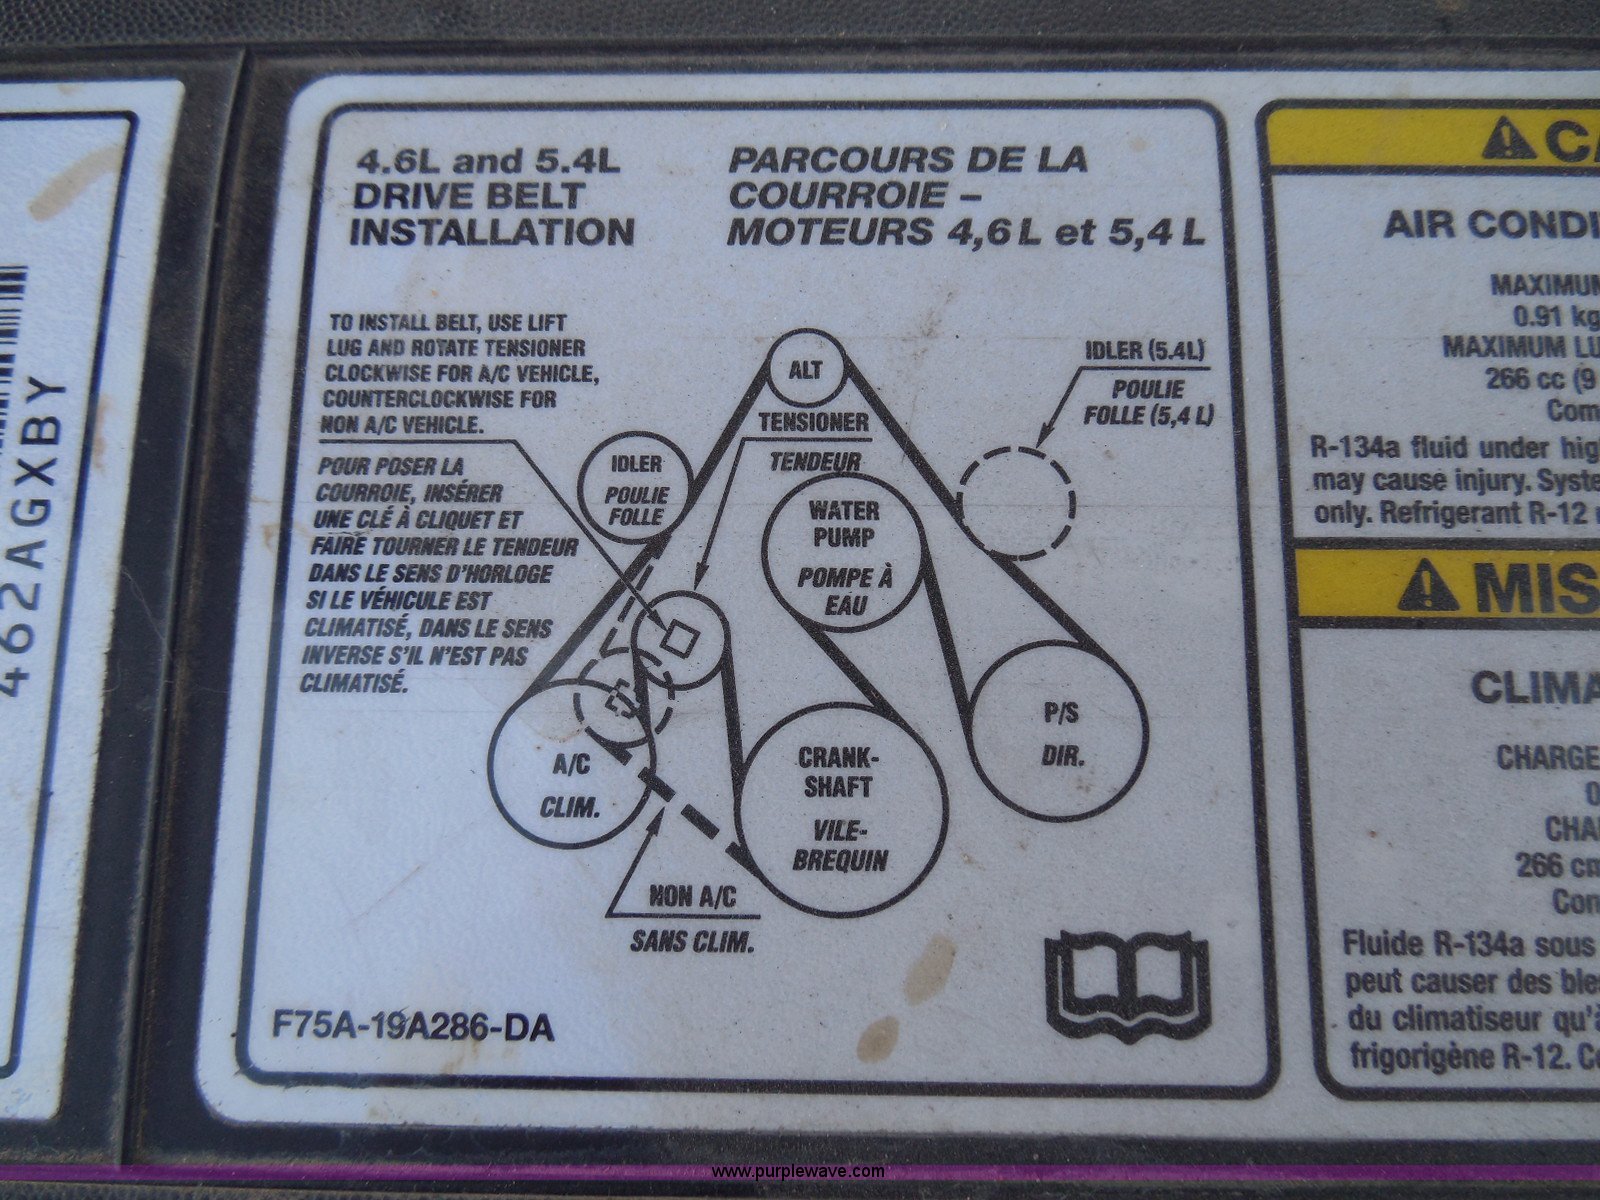 462AGXBY
4.6L and 5.4L
DRIVE BELT
INSTALLATION
PARCOURS DE LA
COURROIE –
MOTEURS 4,6 L et 5,4 L
TO INSTALL BELT, USE LIFT
LUG AND ROTATE TENSIONER
CLOCKWISE FOR A/C VEHICLE,
COUNTERCLOCKWISE FOR
NON A/C VEHICLE.
POUR POSER LA
COURROIE, INSÉRER
UNE CLÉ À CLIQUET ET
FAIRE TOURNER LE TENDEUR
DANS LE SENS D'HORLOGE
SI LE VÉHICULE EST
CLIMATISÉ, DANS LE SENS
INVERSE S'IL N'EST PAS
CLIMATISÉ.
ALT
TENSIONER
TENDEUR
IDLER
POULIE
FOLLE
IDLER (5.4L)
POULIE
FOLLE (5,4 L)
WATER
PUMP
POMPE À
EAU
P/S
DIR.
A/C
CLIM.
CRANK-
SHAFT
VILE-
BREQUIN
NON A/C
SANS CLIM.
F75A-19A286-DA
AIR CONDI
MAXIMUM
0.91 kg
MAXIMUM LU
266 cc (9
Com
R-134a fluid under hig
may cause injury. Syste
only. Refrigerant R-12
MIS
CLIMA
CHARGE
0
CHA
266 cm
Con
Fluide R-134a sous
peut causer des ble
du climatiseur qu'à
frigorigène R-12. C
www.purplewave.com